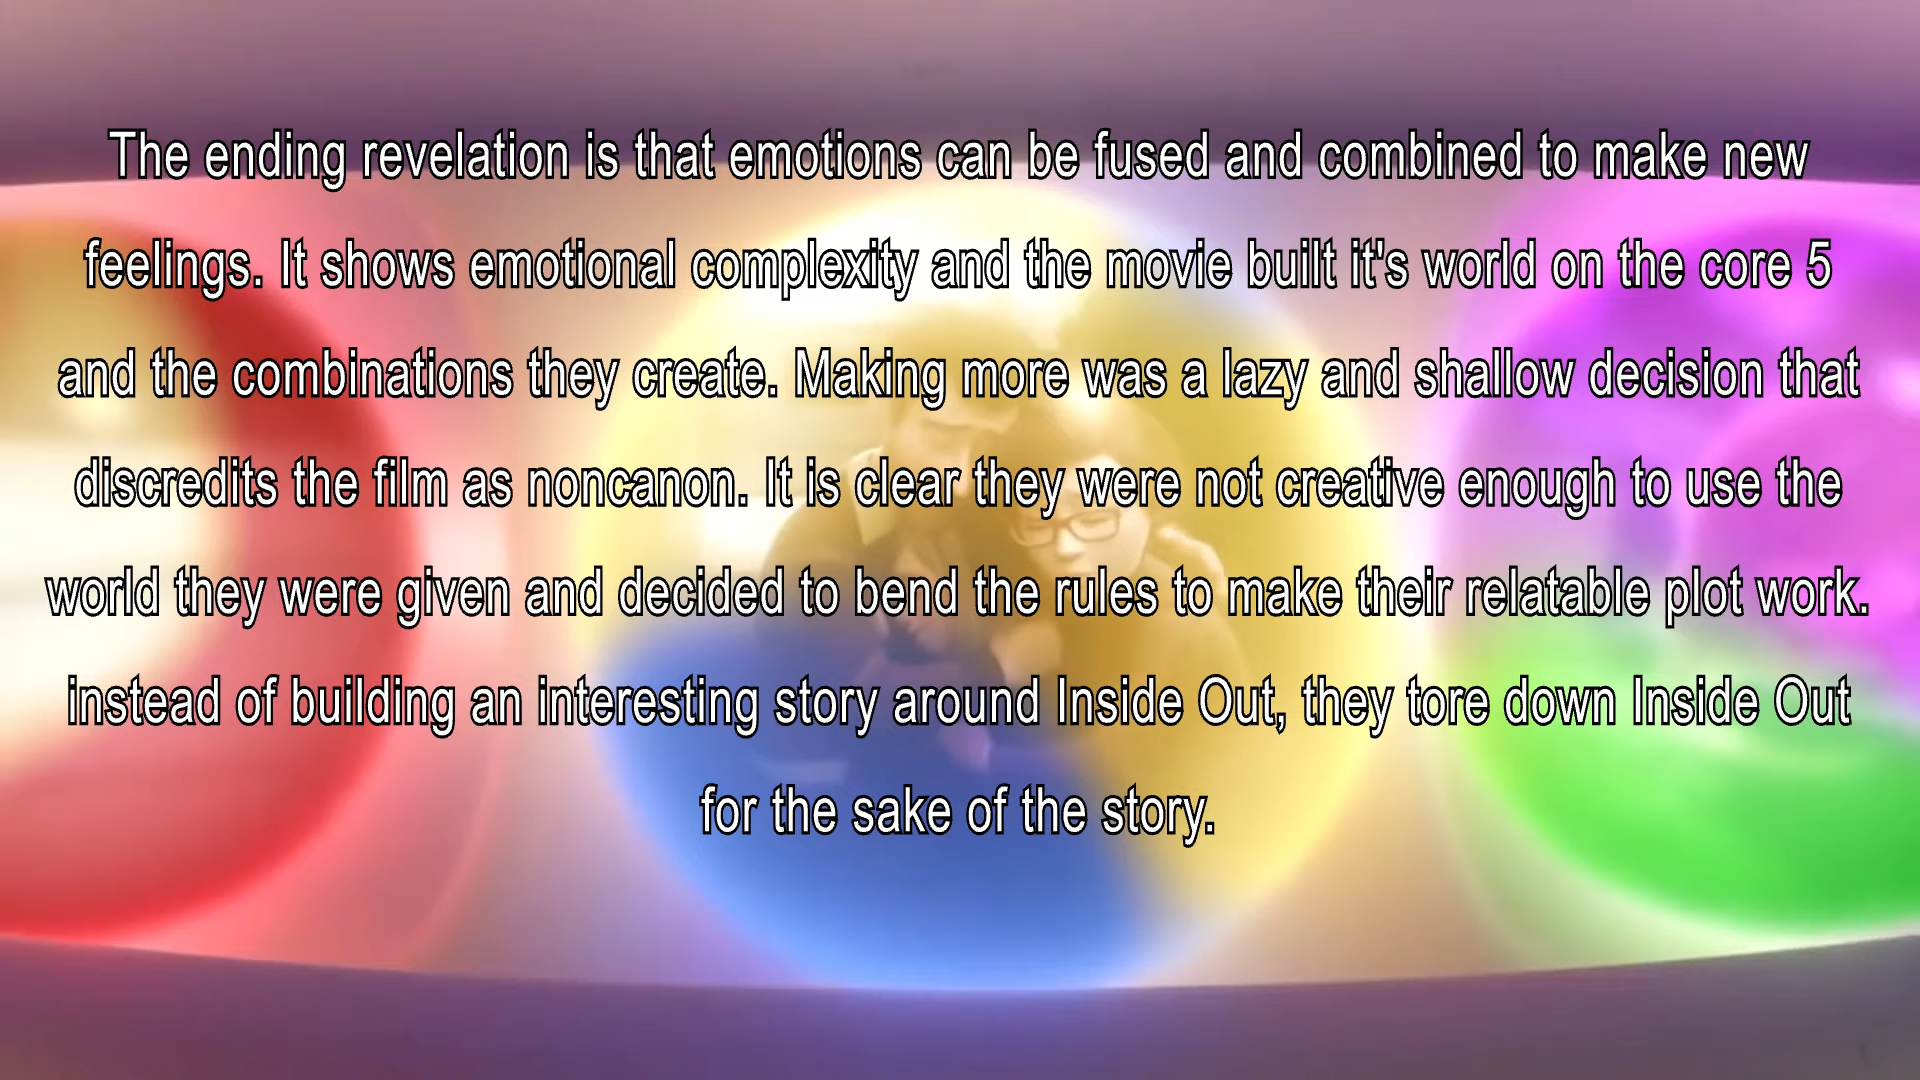 The ending revelation is that emotions can be fused and combined to make new
feelings. It shows emotional complexity and the movie built it's world on the core 5
and the combinations they create. Making more was a lazy and shallow decision that
discredits the film as noncanon. It is clear they were not creative enough to use the
world they were given and decided to bend the rules to make their relatable plot work.
instead of building an interesting story around Inside Out, they tore down Inside Out
for the sake of the story.